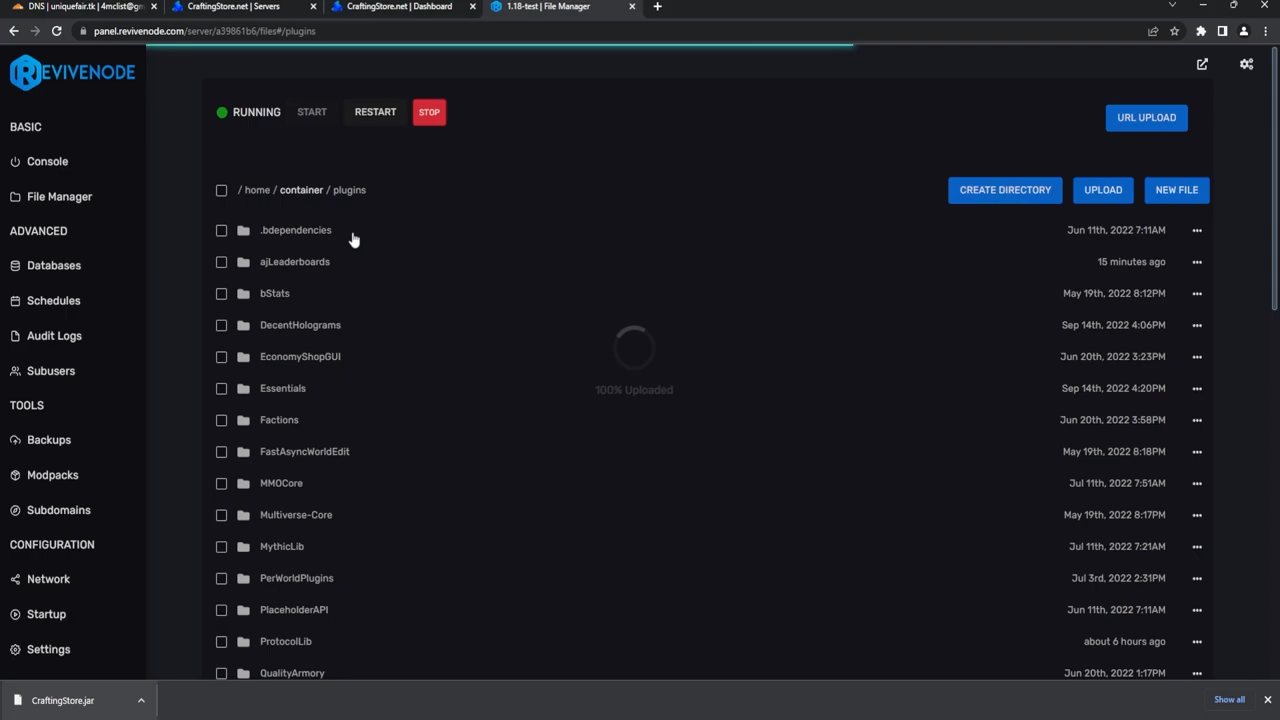 DNS | uniquefair.tk | 4mclist@gm
CraftingStore.net | Servers
CraftingStore.net | Dashboard
1.18-test | File Manager
panel.revivenode.com/server/a39861b6/files#/plugins
REVIVENODE
RUNNING START RESTART STOP
URL UPLOAD
BASIC
Console
File Manager
ADVANCED
Databases
Schedules
Audit Logs
Subusers
TOOLS
Backups
Modpacks
Subdomains
CONFIGURATION
Network
Startup
Settings
/ home / container / plugins
CREATE DIRECTORY UPLOAD NEW FILE
.bdependencies Jun 11th, 2022 7:11AM
ajLeaderboards 15 minutes ago
bStats May 19th, 2022 8:12PM
DecentHolograms Sep 14th, 2022 4:06PM
EconomyShopGUI Jun 20th, 2022 3:23PM
Essentials Sep 14th, 2022 4:20PM
Factions Jun 20th, 2022 3:58PM
FastAsyncWorldEdit May 19th, 2022 8:18PM
MMOCore Jul 11th, 2022 7:51AM
Multiverse-Core May 19th, 2022 8:17PM
MythicLib Jul 11th, 2022 7:21AM
PerWorldPlugins Jul 3rd, 2022 2:31PM
PlaceholderAPI Jun 11th, 2022 7:11AM
ProtocolLib about 6 hours ago
QualityArmory Jun 20th, 2022 1:17PM
100% Uploaded
CraftingStore.jar
Show all